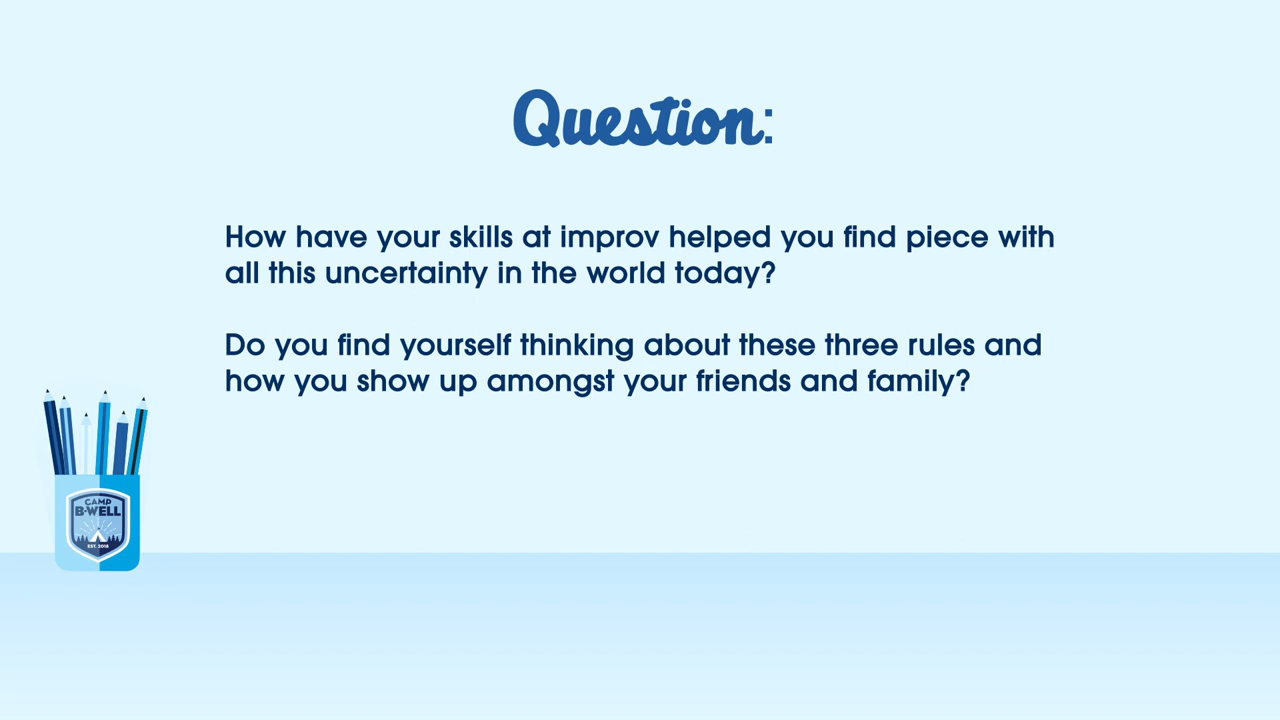 Question:
How have your skills at improv helped you find piece with
all this uncertainty in the world today?
Do you find yourself thinking about these three rules and
how you show up amongst your friends and family?
CAMP
B·WELL
EST. 2018